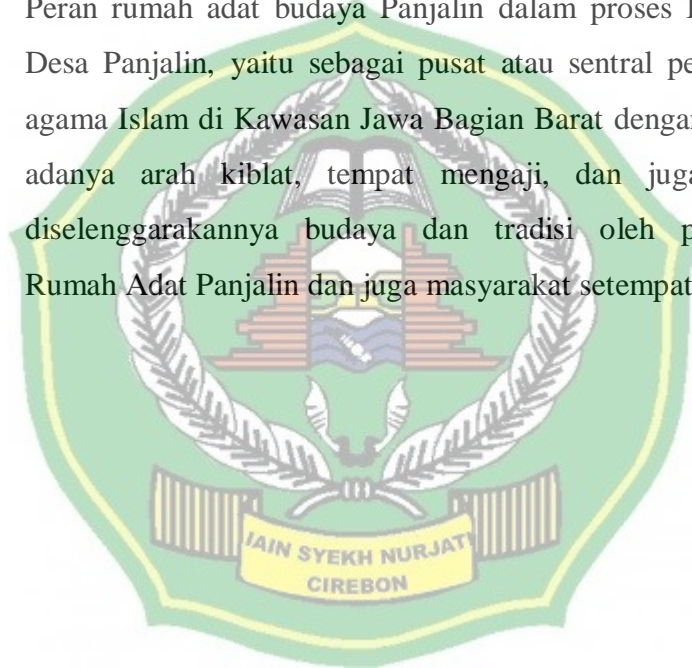 Peran rumah adat budaya Panjalin dalam proses
Desa Panjalin, yaitu sebagai pusat atau sentral
agama Islam di Kawasan Jawa Bagian Barat
adanya arah kiblat, tempat mengaji, dan juga
diselenggarakannya budaya dan tradisi oleh
Rumah Adat Panjalin dan juga masyarakat setempat
IAIN SYEKH NURJATI
CIREBON